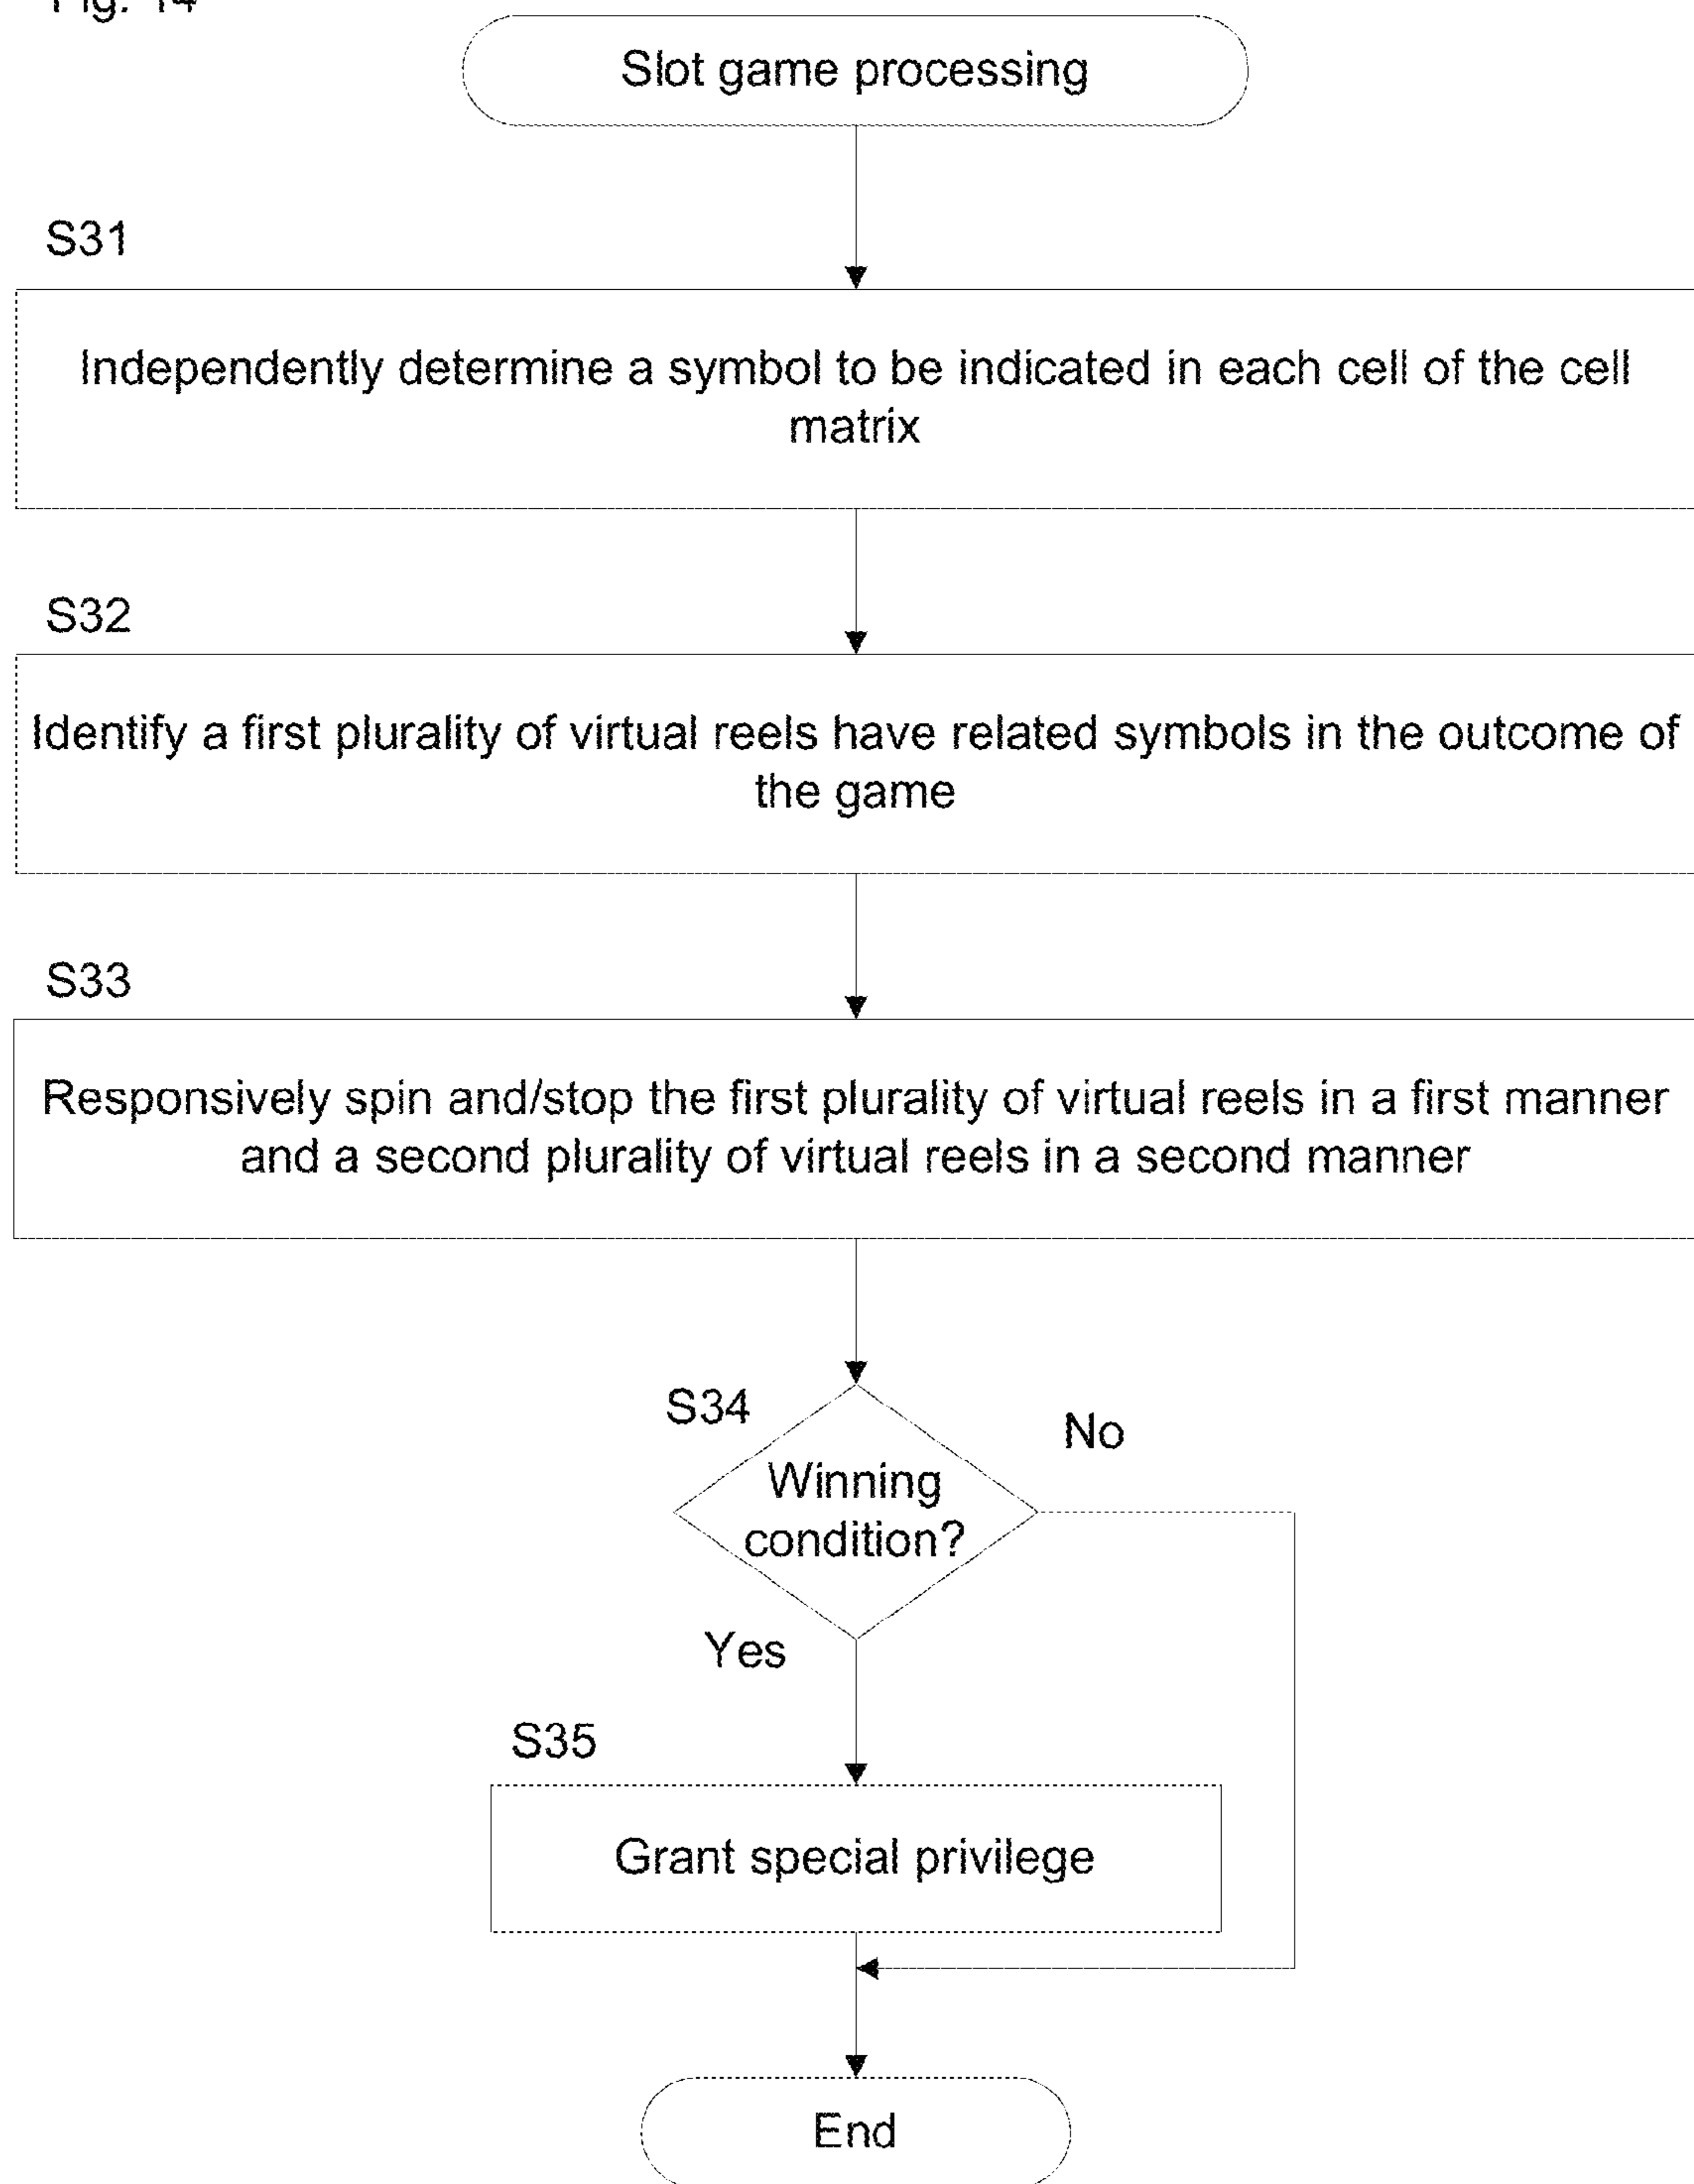 Fig. 14
Slot game processing
S31
Independently determine a symbol to be indicated in each cell of the cell
matrix
S32
Identify a first plurality of virtual reels have related symbols in the outcome of
the game
S33
Responsively spin and/stop the first plurality of virtual reels in a first manner
and a second plurality of virtual reels in a second manner
S34
No
Winning
condition?
Yes
S35
Grant special privilege
End